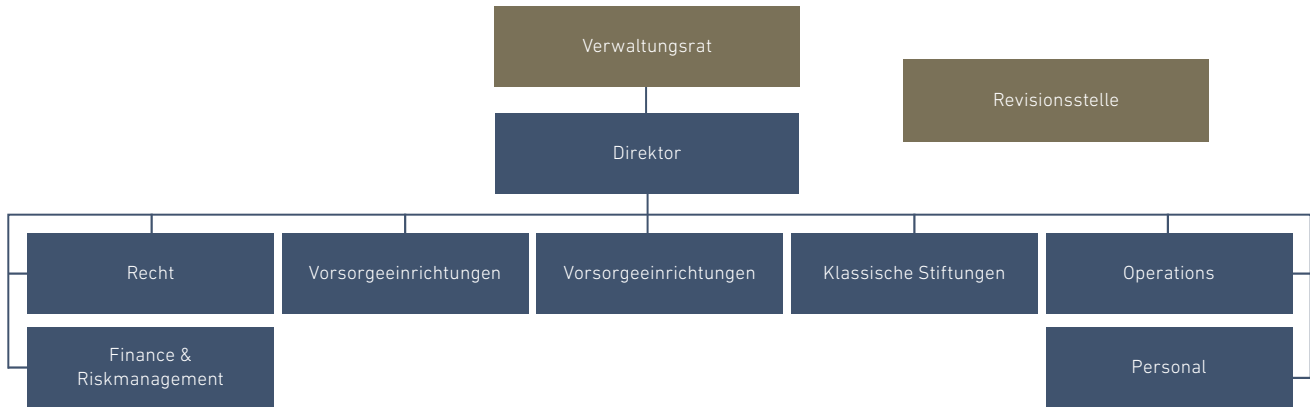 Verwaltungsrat
Revisionsstelle
Direktor
Recht
Vorsorgeeinrichtungen
Vorsorgeeinrichtungen
Klassische Stiftungen
Operations
Finance &
Riskmanagement
Personal